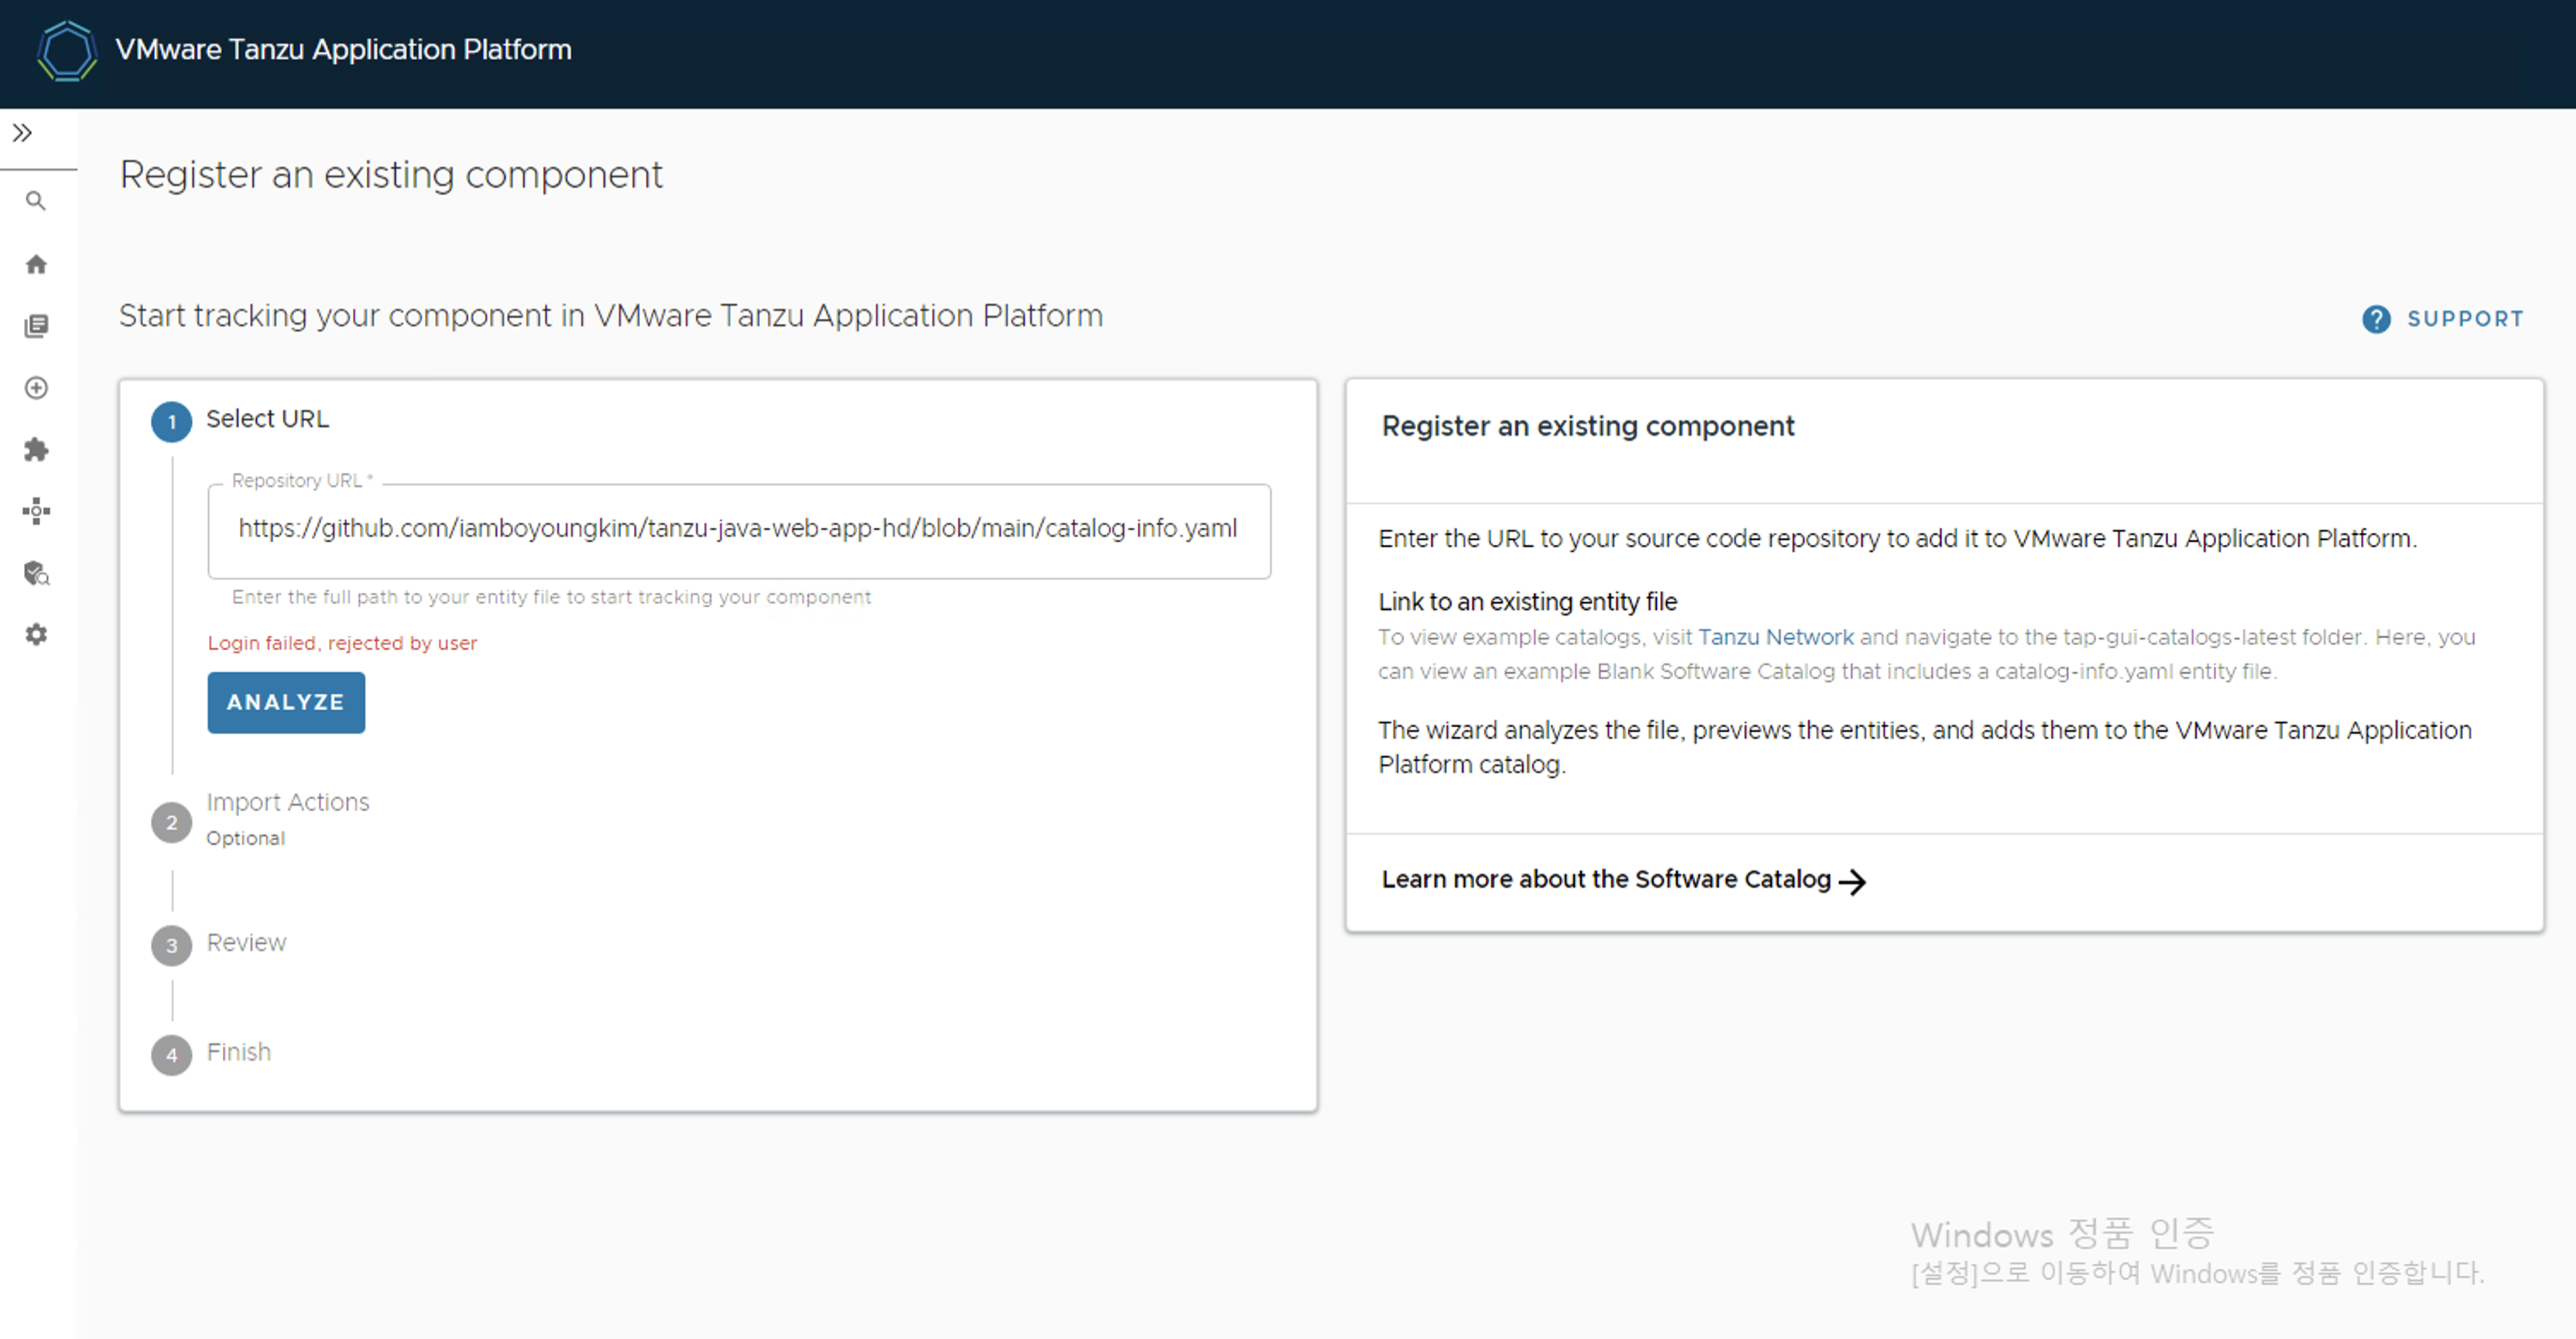 VMware Tanzu Application Platform
Register an existing component
Start tracking your component in VMware Tanzu Application Platform
SUPPORT
1 Select URL
Repository URL *
https://github.com/iamboyoungkim/tanzu-java-web-app-hd/blob/main/catalog-info.yaml
Enter the full path to your entity file to start tracking your component
Login failed, rejected by user
ANALYZE
2 Import Actions
Optional
3 Review
4 Finish
Register an existing component
Enter the URL to your source code repository to add it to VMware Tanzu Application Platform.
Link to an existing entity file
To view example catalogs, visit Tanzu Network and navigate to the tap-gui-catalogs-latest folder. Here, you
can view an example Blank Software Catalog that includes a catalog-info.yaml entity file.
The wizard analyzes the file, previews the entities, and adds them to the VMware Tanzu Application
Platform catalog.
Learn more about the Software Catalog
Windows 정품 인증
[설정]으로 이동하여 Windows를 정품 인증합니다.